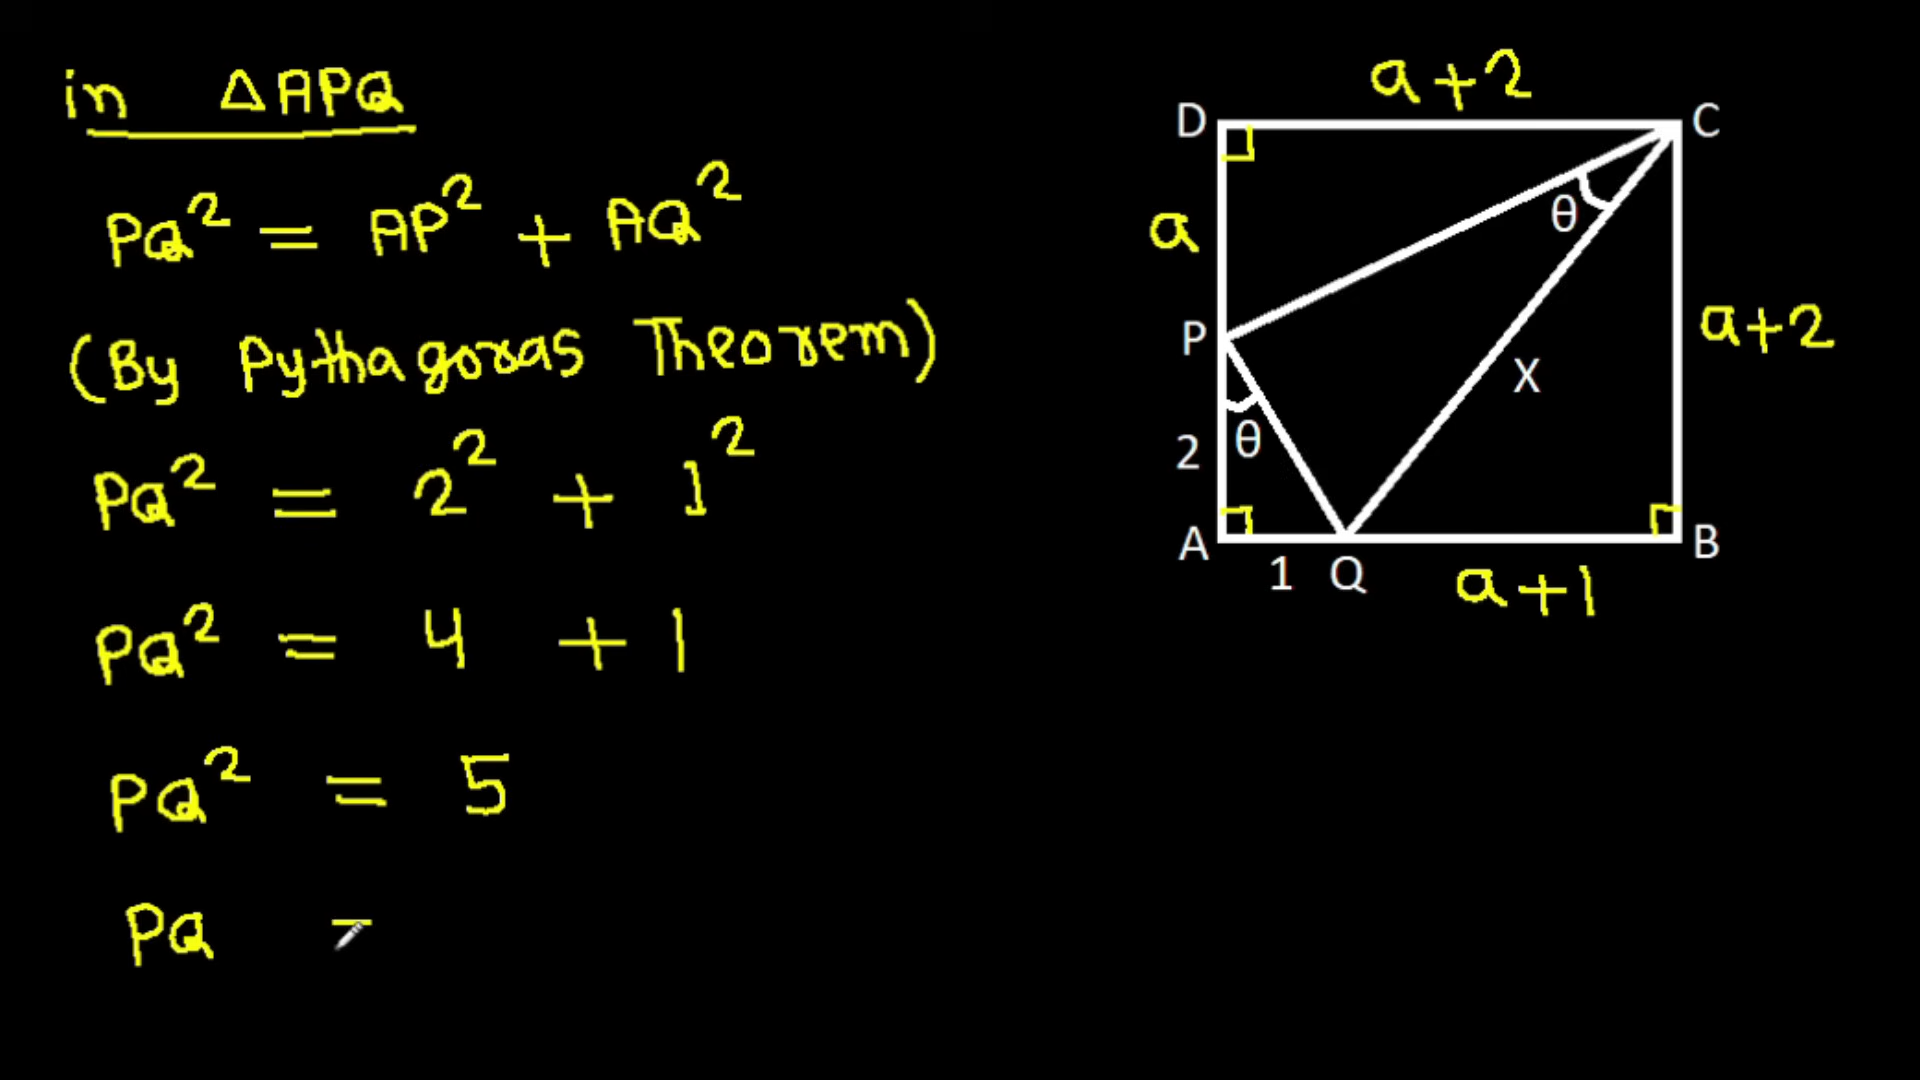 in △APQ
PQ² = AP² + AQ²
(By Pythagoras Theorem)
PQ² = 2² + 1²
PQ² = 4 + 1
PQ² = 5
PQ =
a+2
D
C
θ
a
P
a+2
X
2
θ
A
B
1
Q
a+1